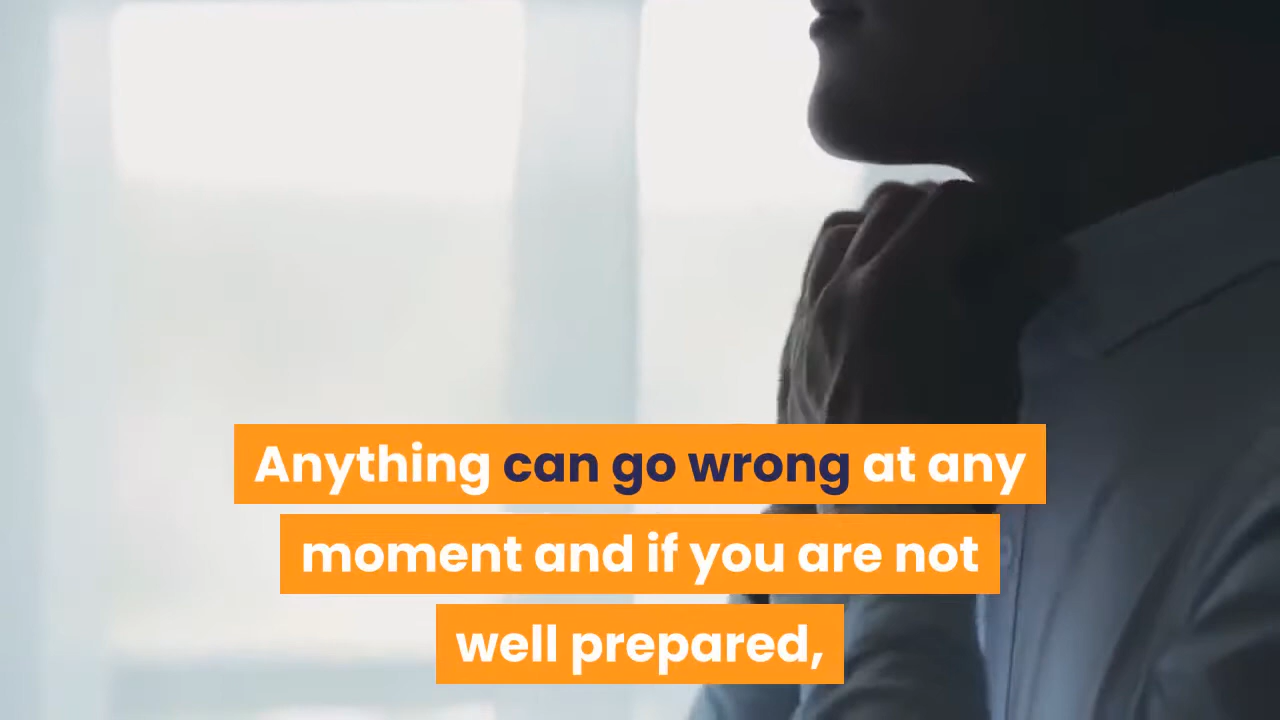 Anything can go wrong at any
moment and if you are not
well prepared,